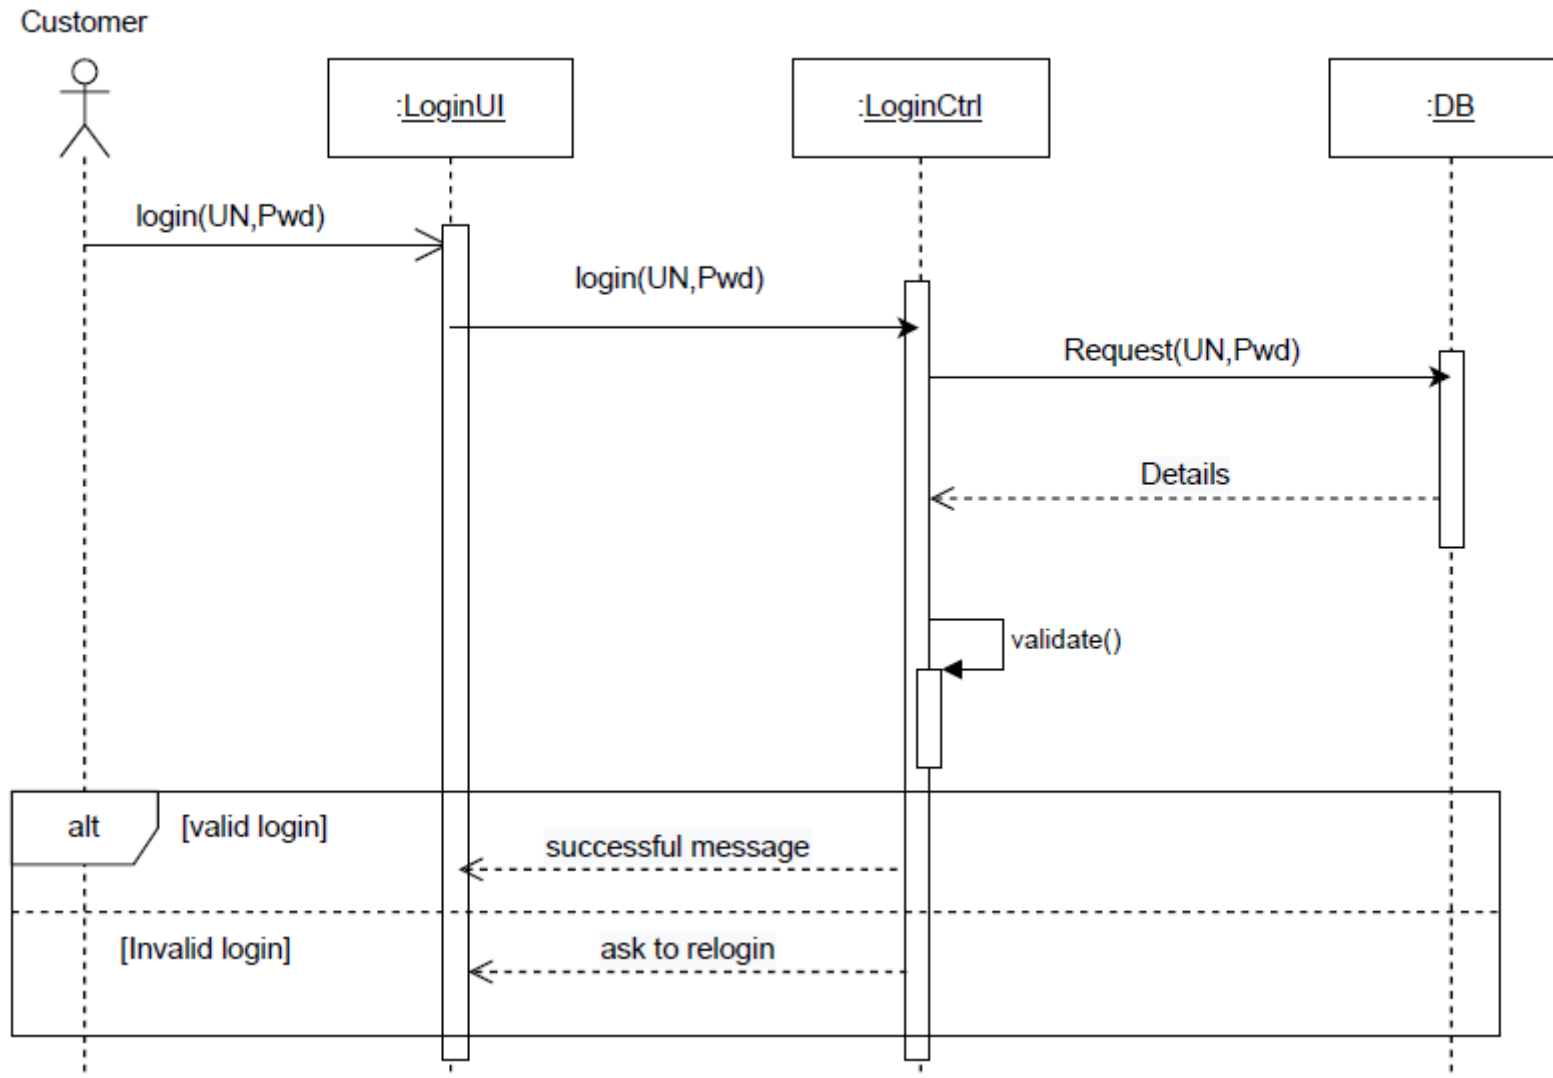 Customer
:LoginUI
:LoginCtrl
:DB
login(UN,Pwd)
login(UN,Pwd)
Request(UN,Pwd)
Details
validate()
alt
[valid login]
successful message
[Invalid login]
ask to relogin